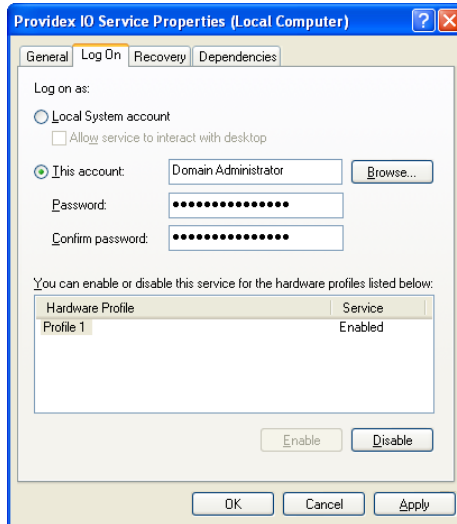 Providex IO Service Properties (Local Computer)
General Log On Recovery Dependencies
Log on as:
Local System account
Allow service to interact with desktop
This account: Domain Administrator Browse...
Password: •••••••••••••••
Confirm password: •••••••••••••••
You can enable or disable this service for the hardware profiles listed below:
Hardware Profile Service
Profile 1 Enabled
Enable Disable
OK Cancel Apply